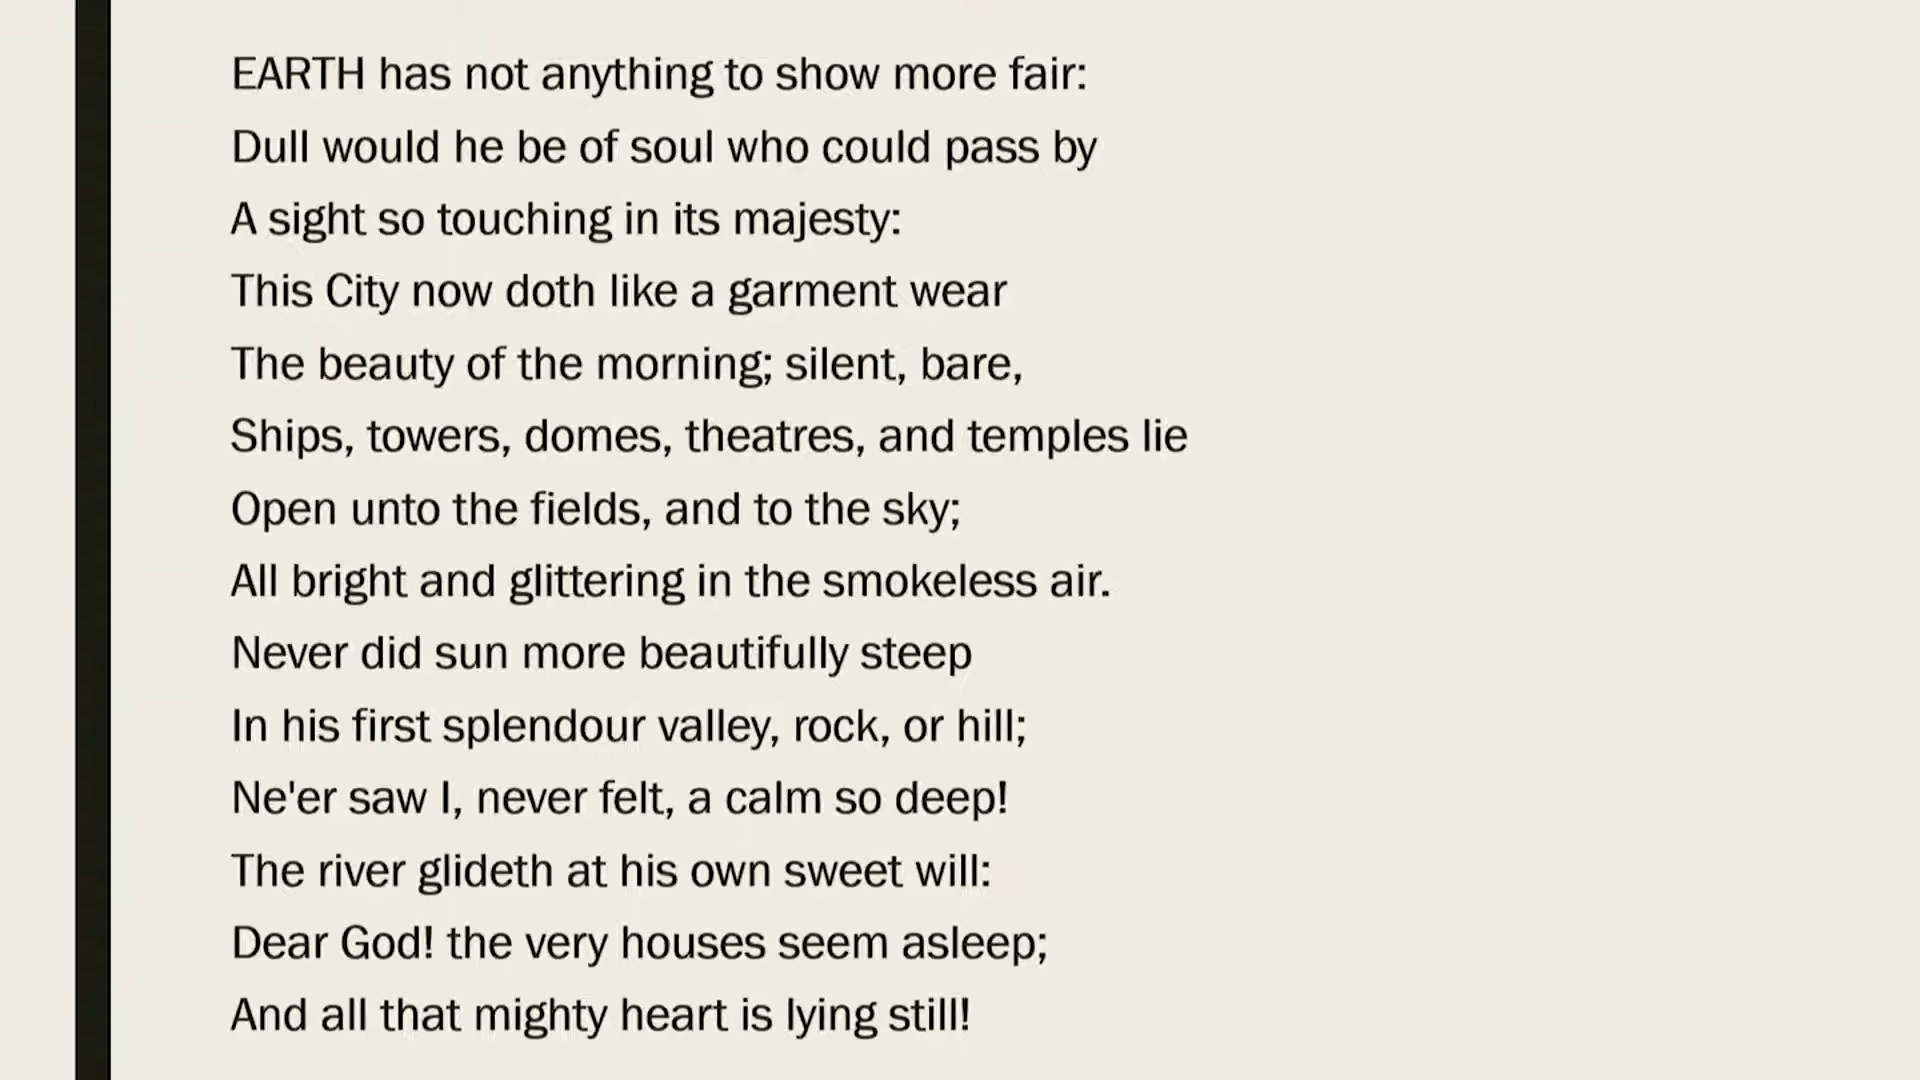 EARTH has not anything to show more fair:
Dull would he be of soul who could pass by
A sight so touching in its majesty:
This City now doth like a garment wear
The beauty of the morning; silent, bare,
Ships, towers, domes, theatres, and temples lie
Open unto the fields, and to the sky;
All bright and glittering in the smokeless air.
Never did sun more beautifully steep
In his first splendour valley, rock, or hill;
Ne'er saw I, never felt, a calm so deep!
The river glideth at his own sweet will:
Dear God! the very houses seem asleep;
And all that mighty heart is lying still!